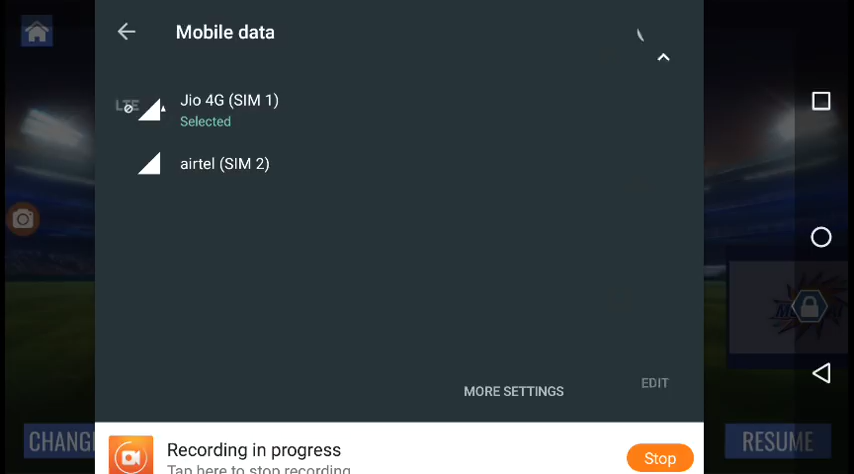 Mobile data
LTE
Jio 4G (SIM 1)
Selected
airtel (SIM 2)
EDIT
MORE SETTINGS
CHANG
RESUME
Recording in progress
Stop
Tap here to stop recording